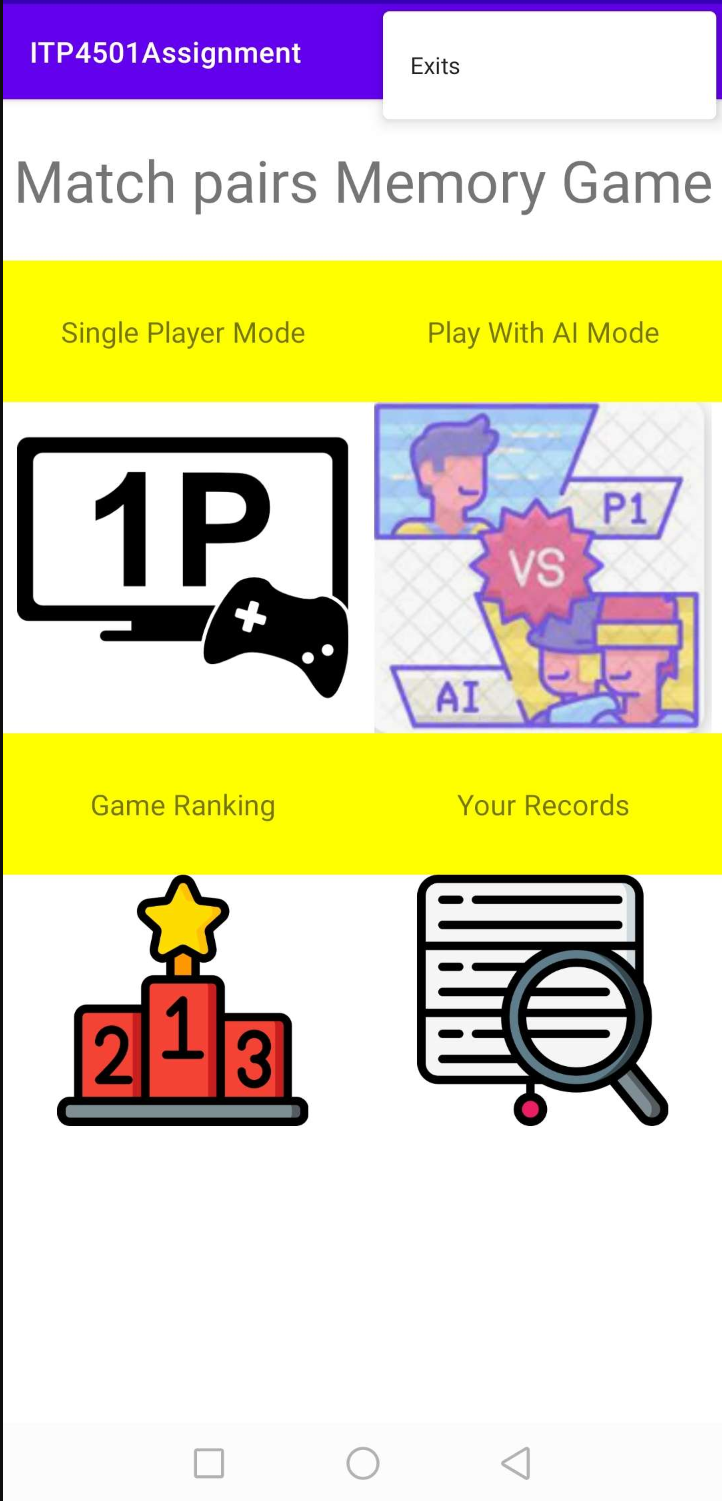 ITP4501Assignment
Exits
Match pairs Memory Game
Single Player Mode
Play With AI Mode
1P
P1
VS
AI
Game Ranking
Your Records
2 1 3